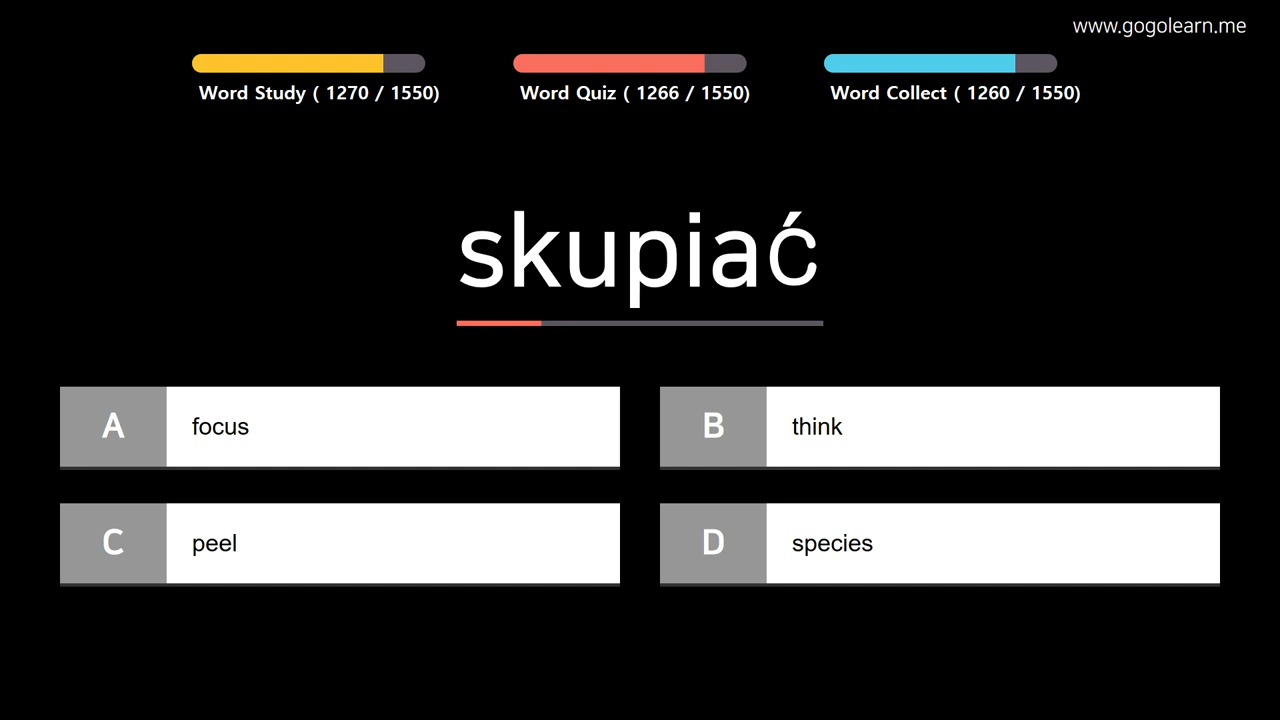 www.gogolearn.me
Word Study ( 1270 / 1550)
Word Quiz ( 1266 / 1550)
Word Collect ( 1260 / 1550)
skupiać
A focus
B think
C peel
D species